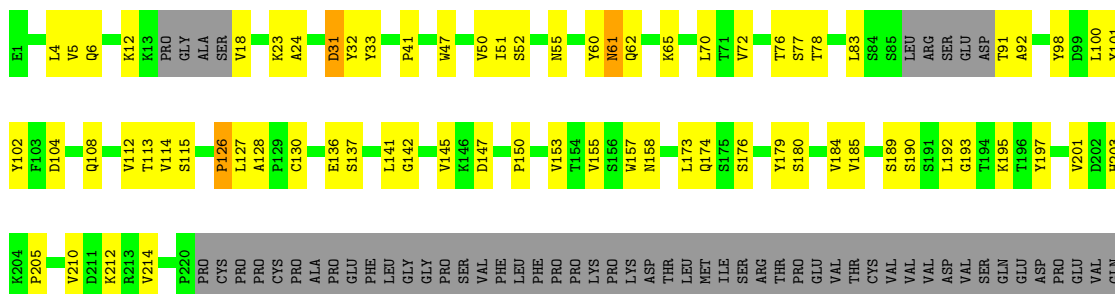 E1 L4 V5 Q6 K12 K13 PRO GLY ALA SER V18 K23 A24 D31 Y32 Y33 P41 W47 V50 I51 S52 N55 Y60 N61 Q62 K65 L70 T71 V72 T76 S77 T78 L83 S84 S85 LEU ARG SER GLU ASP T91 A92 Y98 D99 L100 Y101
Y102 F103 D104 Q108 V112 T113 V114 S115 P126 L127 A128 P129 C130 E136 S137 L141 G142 V145 K146 D147 P150 V153 T154 V155 S156 W157 N158 L173 Q174 S175 S176 Y179 S180 V184 V185 S189 S190 S191 L192 G193 T194 K195 T196 Y197 V201 D202 H203
K204 P205 V210 D211 K212 R213 V214 P220 PRO CYS PRO PRO CYS PRO ALA PRO GLU PHE LEU GLY GLY PRO SER VAL PHE LEU PHE PRO PRO LYS PRO LYS ASP THR LEU MET ILE SER ARG THR PRO GLU VAL THR CYS VAL VAL VAL ASP VAL SER GLN GLU ASP PRO GLU VAL GLN